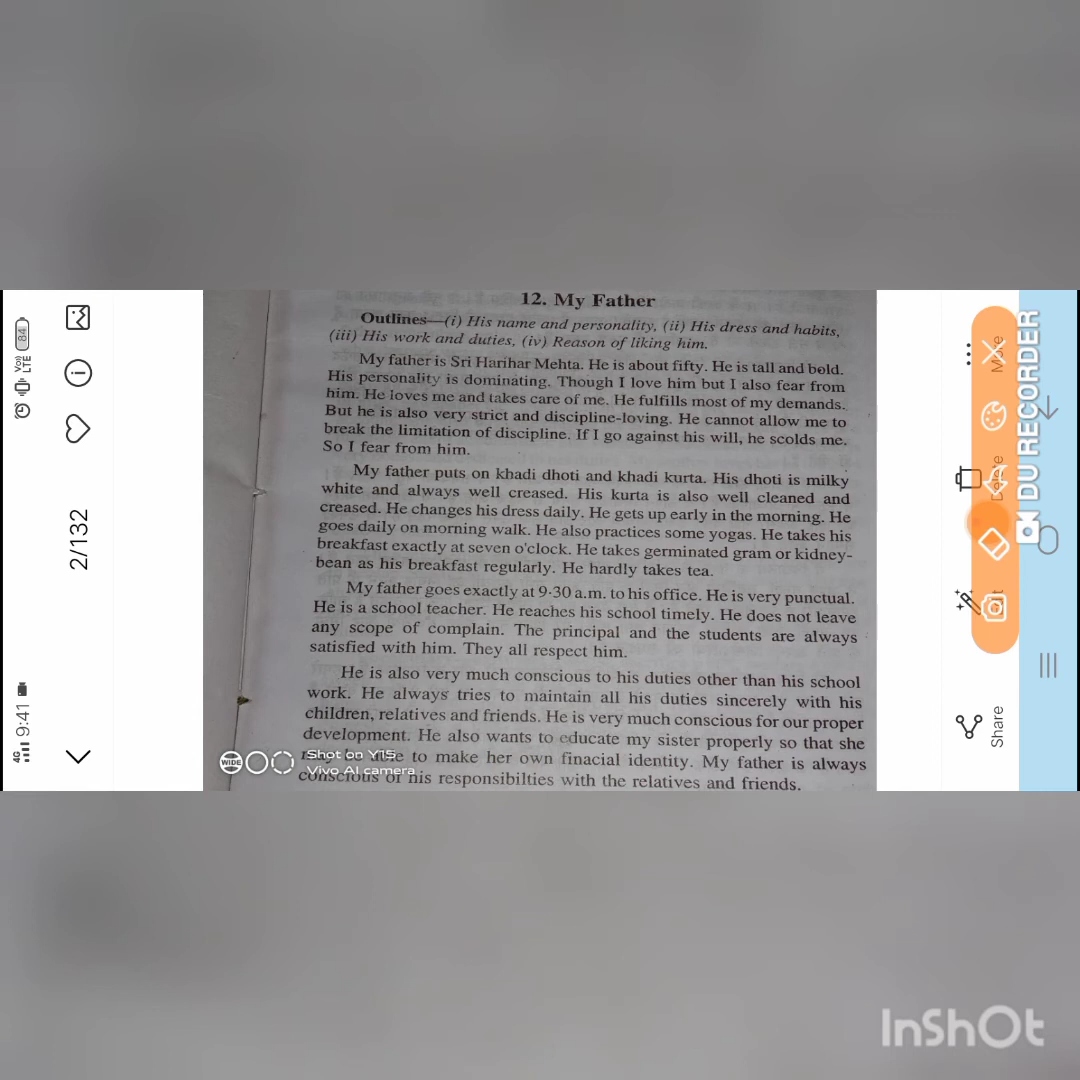 12. My Father
Outlines—(i) His name and personality, (ii) His dress and habits,
(iii) His work and duties, (iv) Reason of liking him.
My father is Sri Harihar Mehta. He is about fifty. He is tall and bold.
His personality is dominating. Though I love him but I also fear from
him. He loves me and takes care of me. He fulfills most of my demands.
But he is also very strict and discipline-loving. He cannot allow me to
break the limitation of discipline. If I go against his will, he scolds me.
So I fear from him.
My father puts on khadi dhoti and khadi kurta. His dhoti is milky
white and always well creased. His kurta is also well cleaned and
creased. He changes his dress daily. He gets up early in the morning. He
goes daily on morning walk. He also practices some yogas. He takes his
breakfast exactly at seven o'clock. He takes germinated gram or kidney-
bean as his breakfast regularly. He hardly takes tea.
My father goes exactly at 9·30 a.m. to his office. He is very punctual.
He is a school teacher. He reaches his school timely. He does not leave
any scope of complain. The principal and the students are always
satisfied with him. They all respect him.
He is also very much conscious to his duties other than his school
work. He always tries to maintain all his duties sincerely with his
children, relatives and friends. He is very much conscious for our proper
development. He also wants to educate my sister properly so that she
to make her own finacial identity. My father is always
conscious of his responsibilties with the relatives and friends.
WIDE
Shot on Y15
Vivo AI camera
4G 9:41
2/132
Vo)) LTE
84
More
Delete
Share
DU RECORDER
InShOt